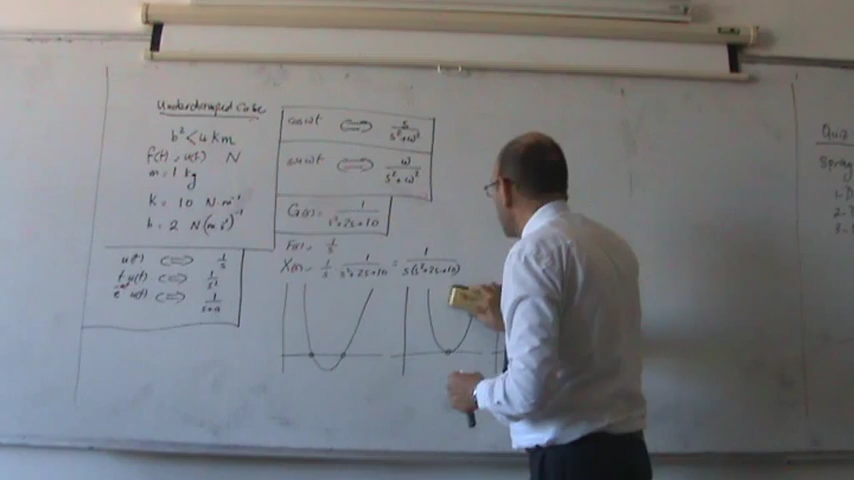 Underdamped Case
b² < 4 km
f(t) = u(t) N
m = 1 kg
k = 10 N·m⁻¹
b = 2 N(m·s⁻¹)⁻¹
u(t) ⇔ 1/s
t·u(t) ⇔ 1/s²
u(t) ⇔ 1/(s+a)
cos ωt ⇔ s/(s²+ω²)
sin ωt ⇔ ω/(s²+ω²)
G(s) = 1/(s²+2s+10)
F(s) = 1/s
X(s) = 1/s · 1/(s²+2s+10) = 1/(s(s²+2s+10))
Quiz
Spring
1-
2-
3-